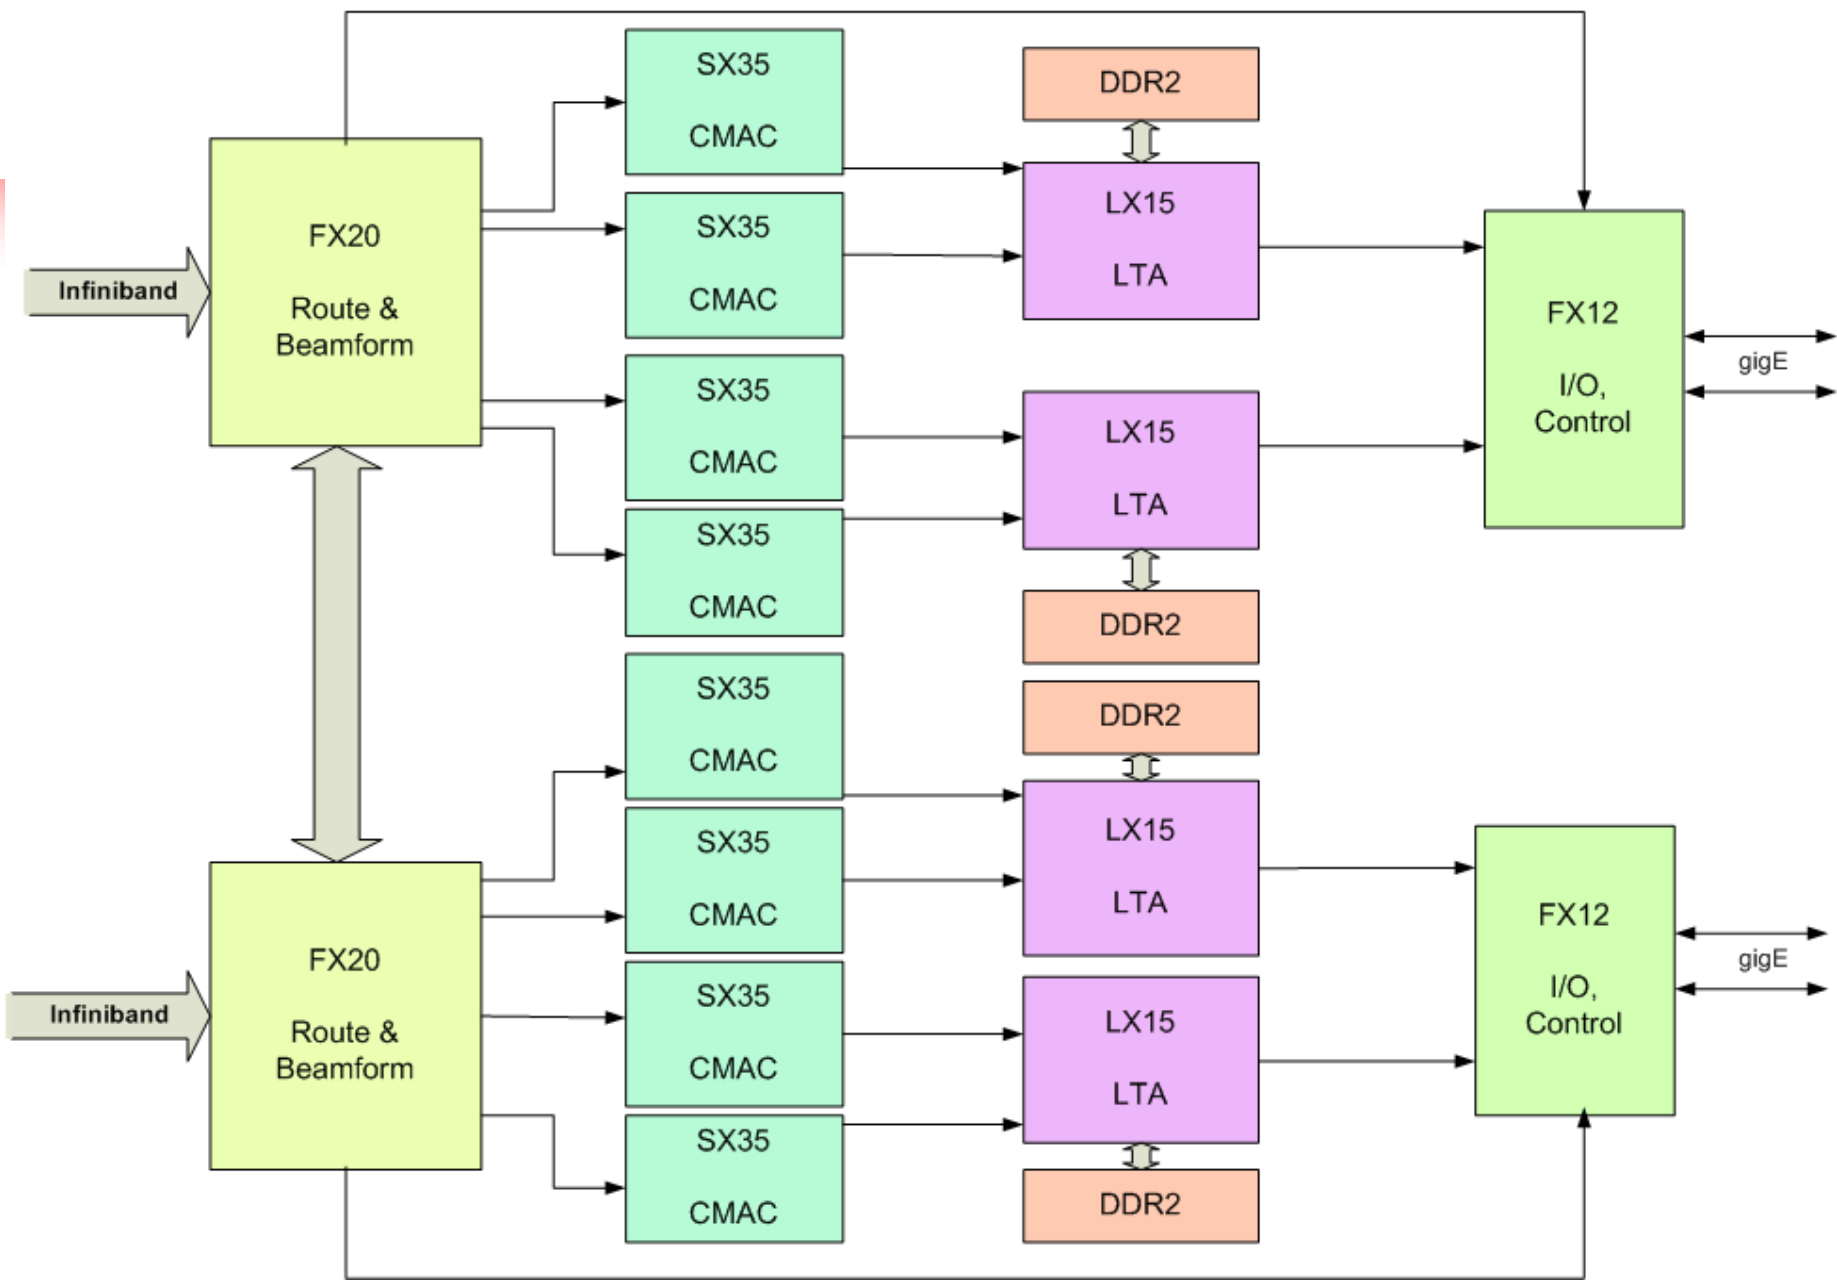 Infiniband
FX20
Route &
Beamform
SX35
CMAC
SX35
CMAC
SX35
CMAC
SX35
CMAC
DDR2
LX15
LTA
LX15
LTA
DDR2
FX12
I/O,
Control
gigE
Infiniband
FX20
Route &
Beamform
SX35
CMAC
SX35
CMAC
SX35
CMAC
SX35
CMAC
DDR2
LX15
LTA
LX15
LTA
DDR2
FX12
I/O,
Control
gigE